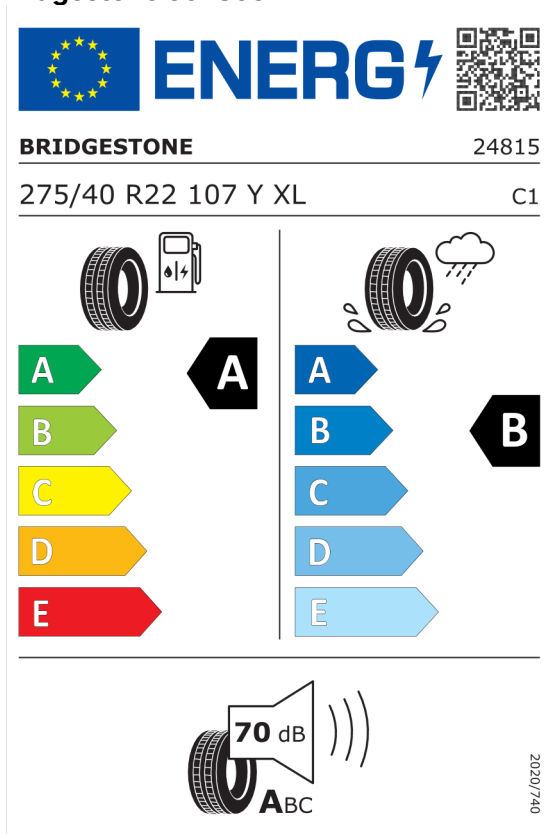 ENERG
BRIDGESTONE 24815
275/40 R22 107 Y XL C1
A A A
B B B
C C
D D
E E
70 dB
ABC
2020/740